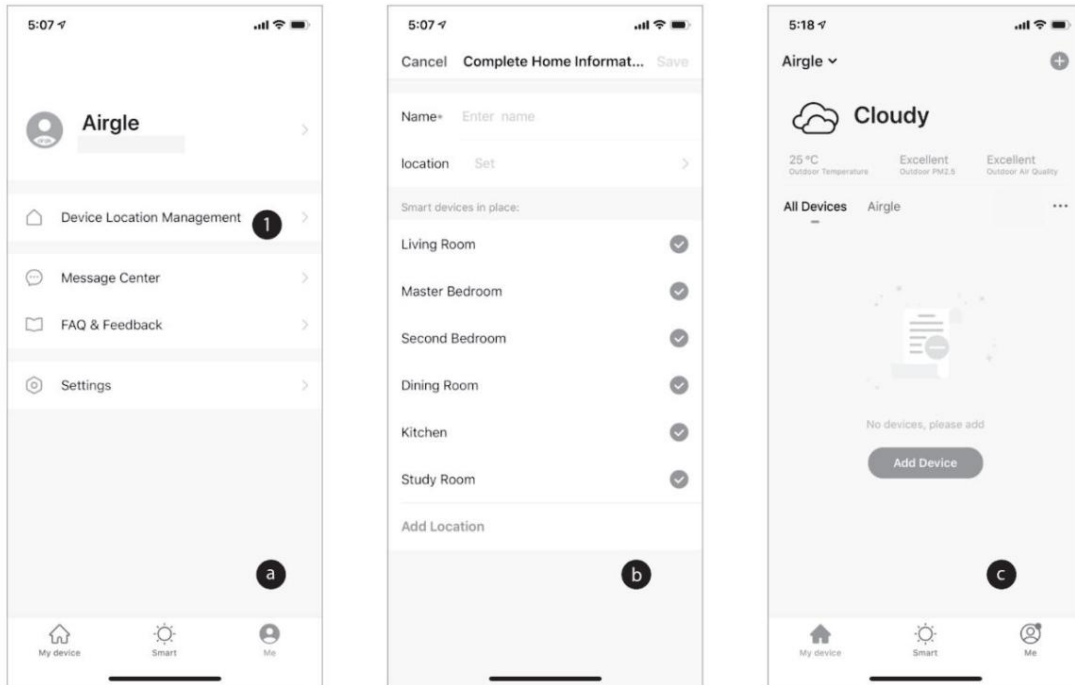 5:07
Airgle
Device Location Management
1
Message Center
FAQ & Feedback
Settings
a
My device
Smart
Me
5:07
Cancel Complete Home Informat... Save
Name* Enter name
location Set
Smart devices in place:
Living Room
Master Bedroom
Second Bedroom
Dining Room
Kitchen
Study Room
Add Location
b
5:18
Airgle
Cloudy
25 °C Excellent Excellent
Outdoor Temperature Outdoor PM2.5 Outdoor Air Quality
All Devices Airgle ...
No devices, please add
Add Device
c
My device
Smart
Me